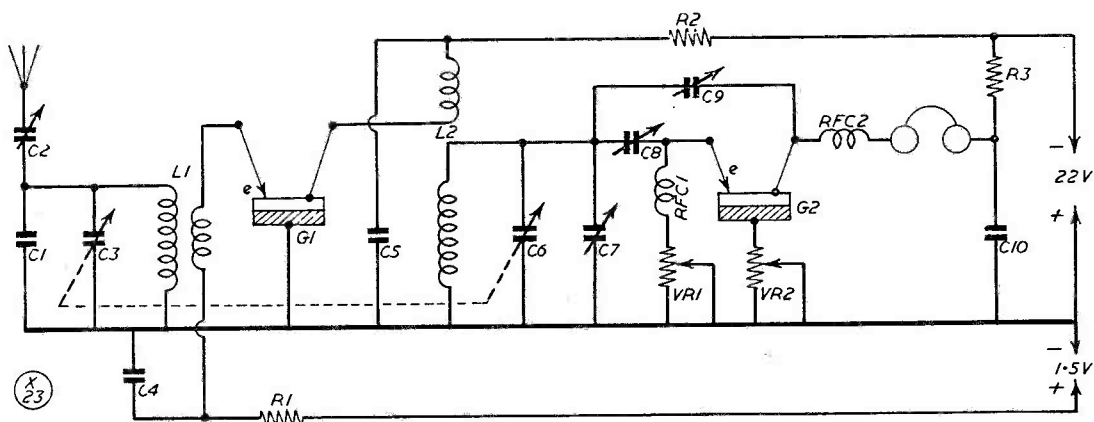 R2
C9
R3
C2
RFC2
L1
L2
C8
e
e
RFC1
−
22V
+
G1
G2
C1
C3
C5
C6
C7
VR1
VR2
C10
X
23
C4
−
1·5V
+
R1